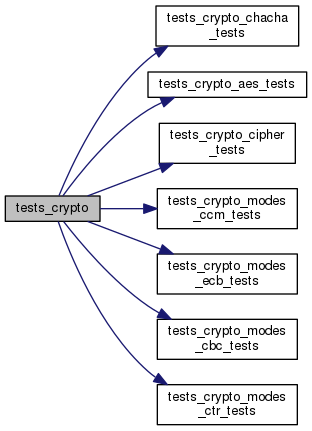 tests_crypto_chacha
_tests
tests_crypto_aes_tests
tests_crypto_cipher
_tests
tests_crypto
tests_crypto_modes
_ccm_tests
tests_crypto_modes
_ecb_tests
tests_crypto_modes
_cbc_tests
tests_crypto_modes
_ctr_tests